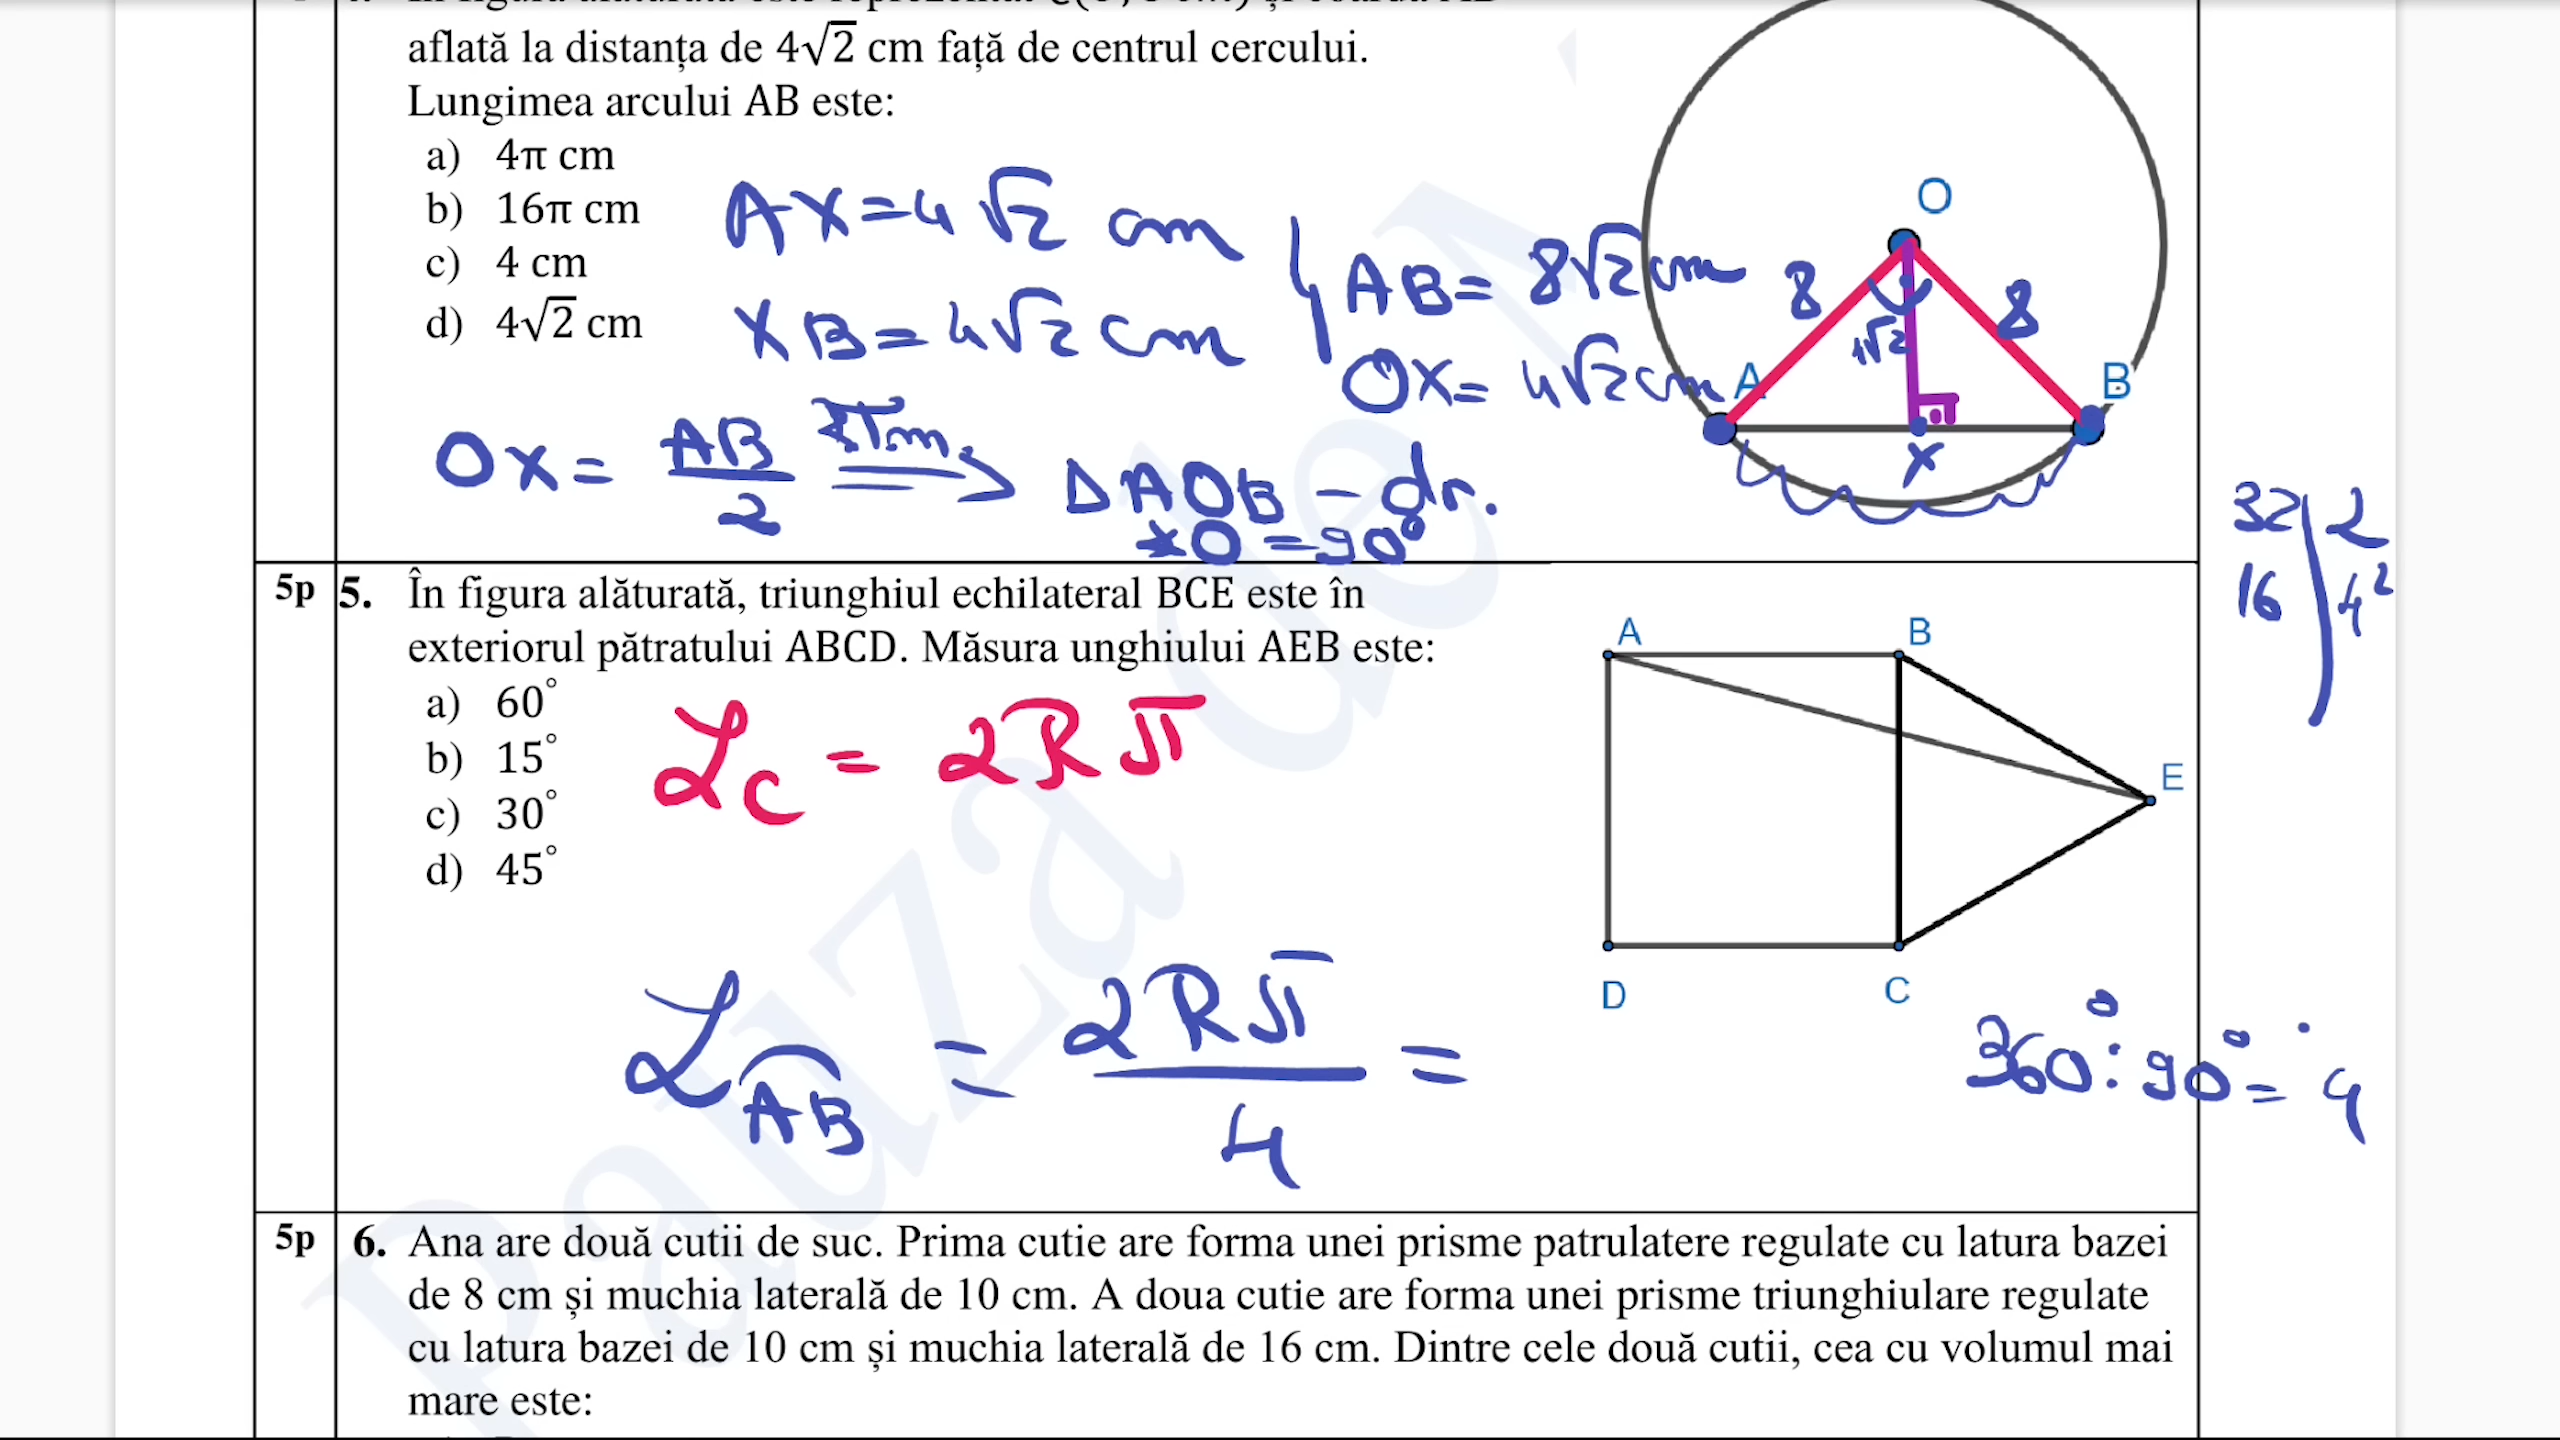 aflată la distanța de 4√2 cm față de centrul cercului.
Lungimea arcului AB este:
a) 4π cm
b) 16π cm
c) 4 cm
d) 4√2 cm
AX = 4√2 cm
XB = 4√2 cm
AB = 8√2 cm
OX = 4√2 cm
OX = AB/2
⟹ ΔAOB – dr.
∢O = 90°
O
8
8
4√2
A
B
X
32 | 2
16 | 4²
5p
5. În figura alăturată, triunghiul echilateral BCE este în
exteriorul pătratului ABCD. Măsura unghiului AEB este:
a) 60°
b) 15°
c) 30°
d) 45°
L_C = 2Rπ
L_AB = 2Rπ/4 =
A
B
E
D
C
360° : 90° = 4
5p
6. Ana are două cutii de suc. Prima cutie are forma unei prisme patrulatere regulate cu latura bazei
de 8 cm și muchia laterală de 10 cm. A doua cutie are forma unei prisme triunghiulare regulate
cu latura bazei de 10 cm și muchia laterală de 16 cm. Dintre cele două cutii, cea cu volumul mai
mare este:
Pauza de M